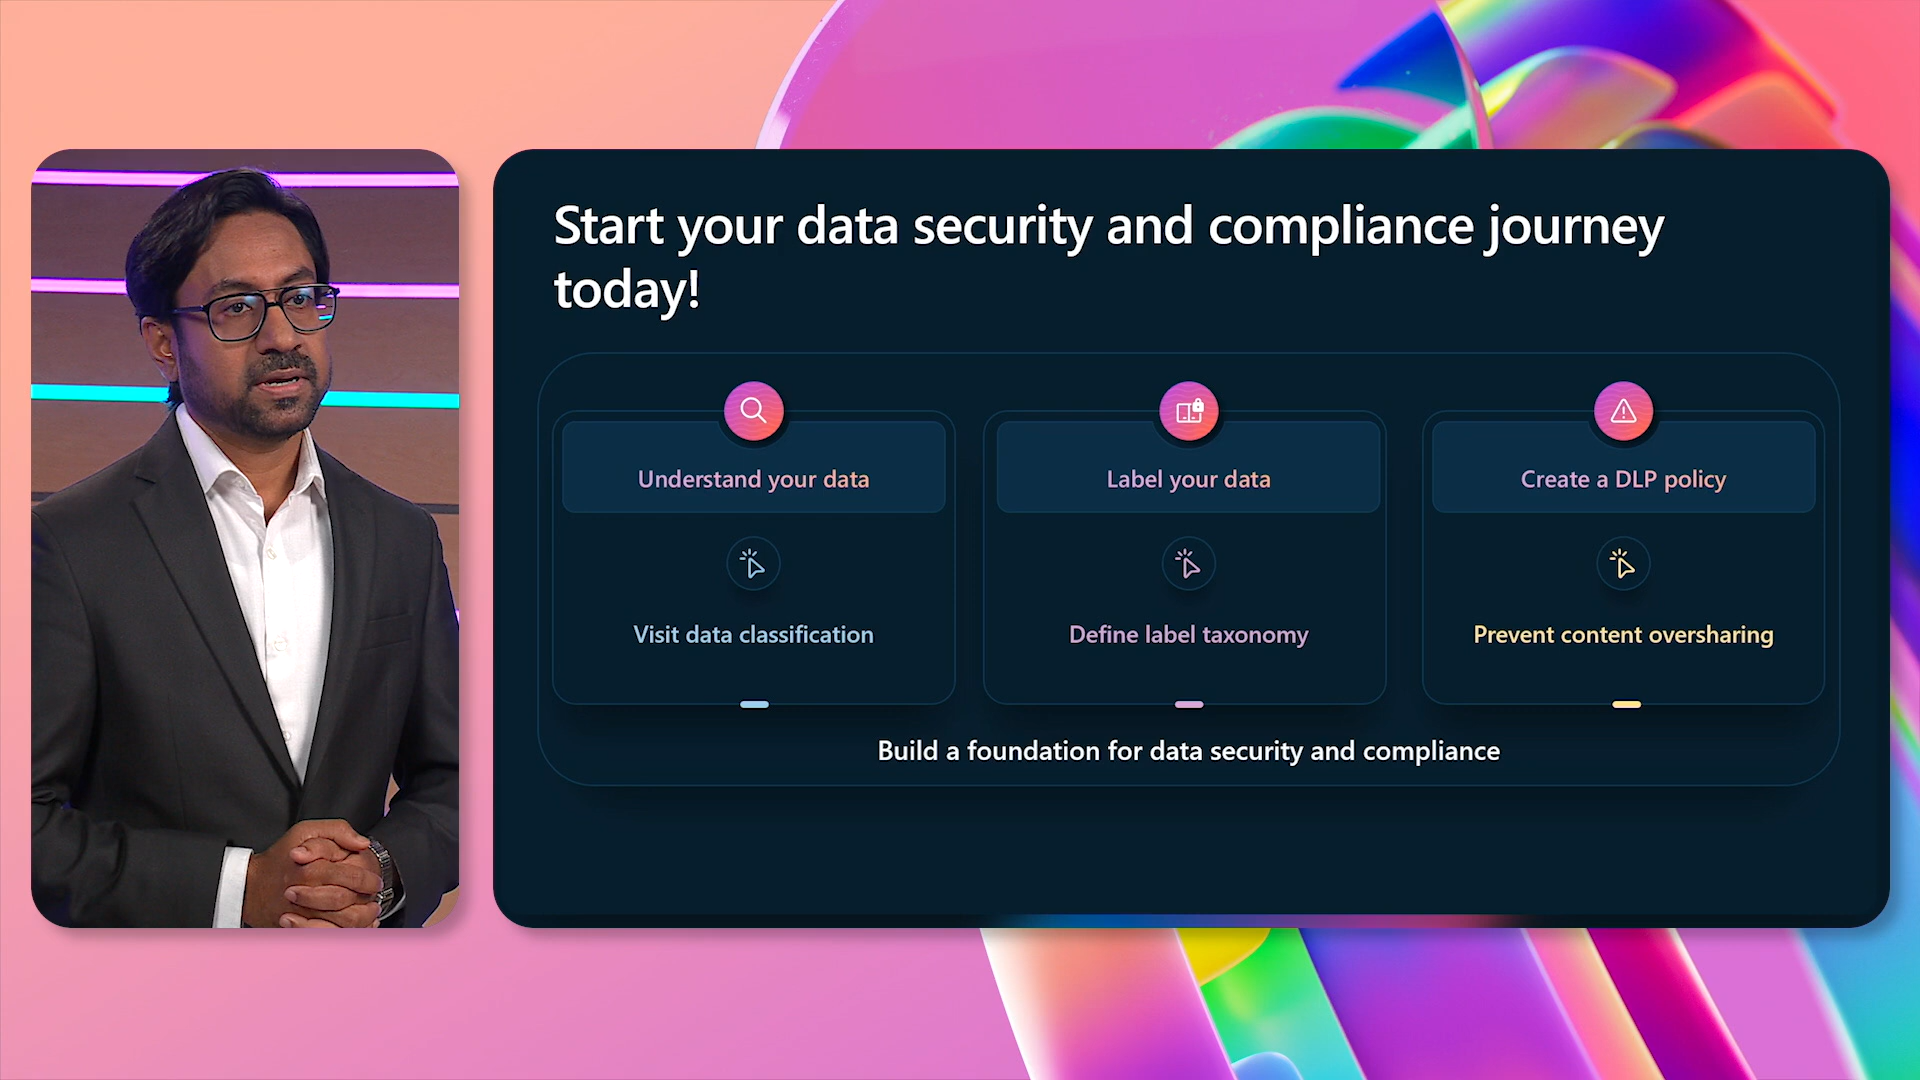 Start your data security and compliance journey
today!
Understand your data
Label your data
Create a DLP policy
Visit data classification
Define label taxonomy
Prevent content oversharing
Build a foundation for data security and compliance